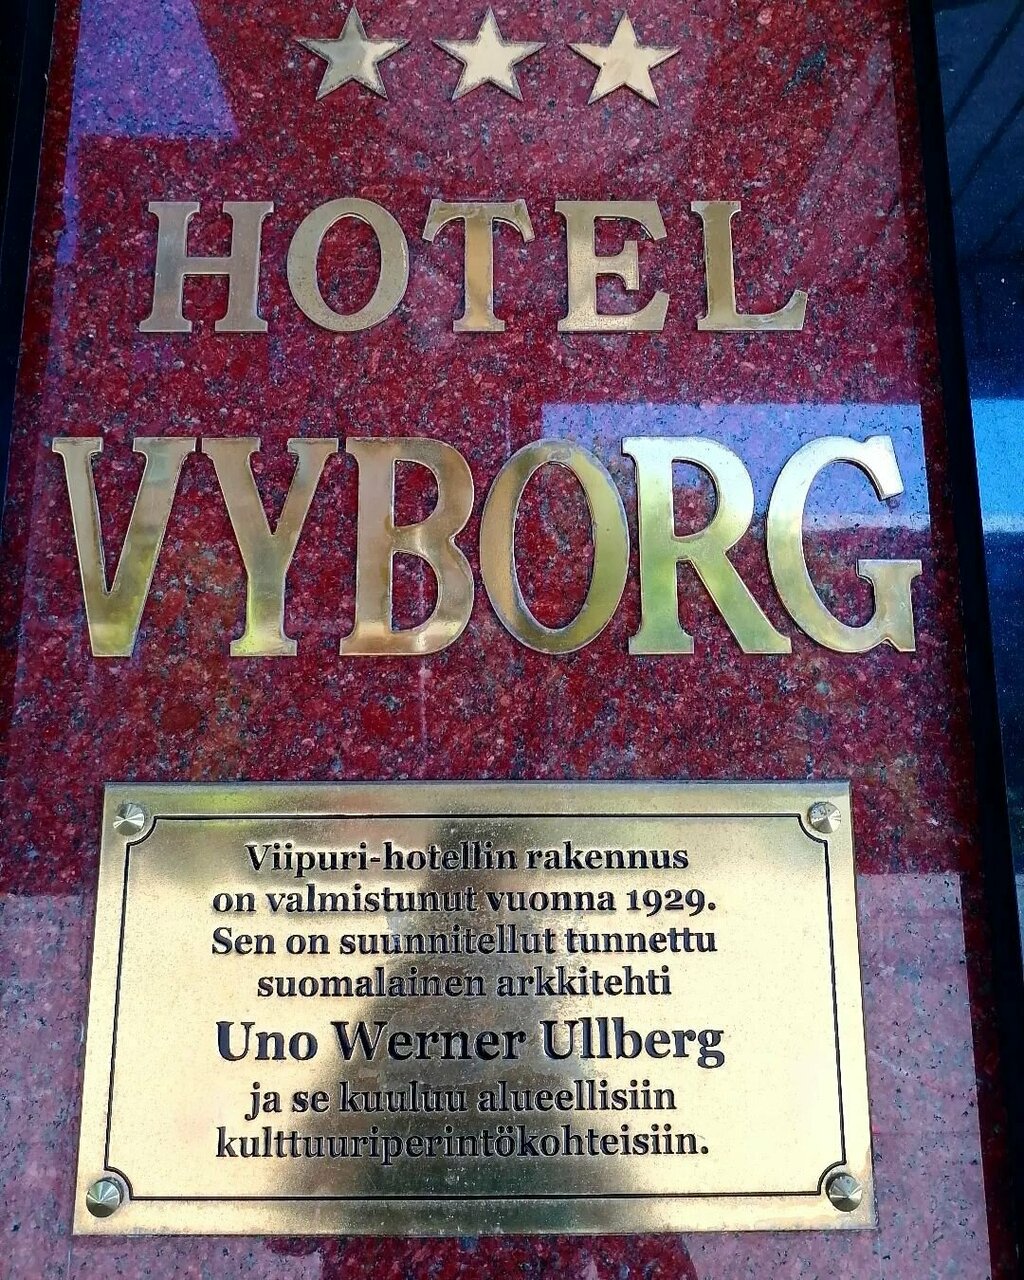 HOTEL
VYBORG
Viipuri-hotellin rakennus
on valmistunut vuonna 1929.
Sen on suunnitellut tunnettu
suomalainen arkkitehti
Uno Werner Ullberg
ja se kuuluu alueellisiin
kulttuuriperintökohteisiin.